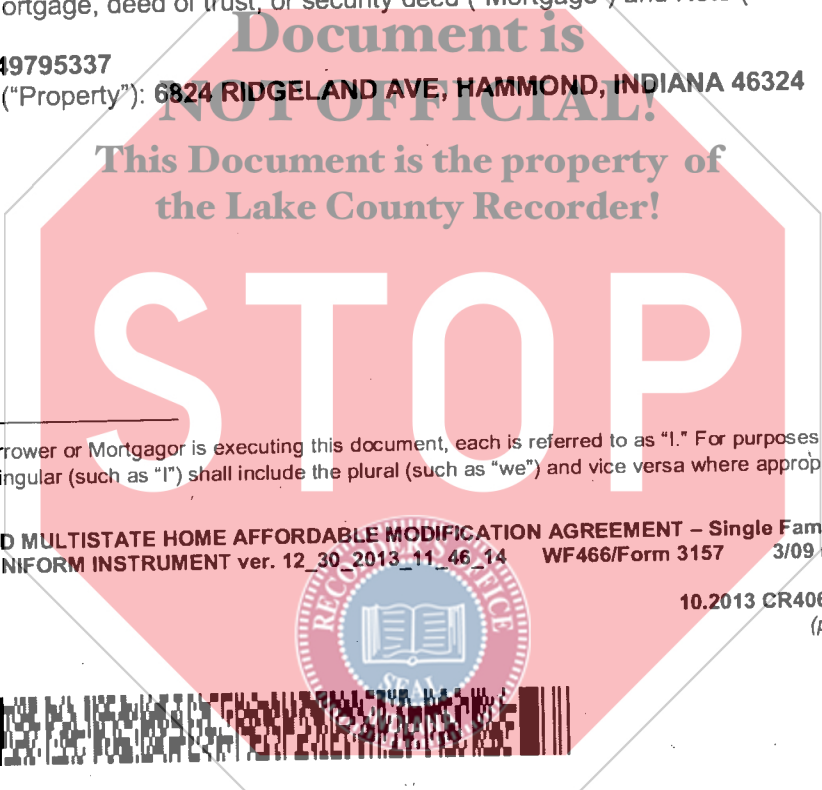 ortgage, deed of trust, or security deed ("Mortgage") and Note (
Document is
49795337
("Property"): 6824 RIDGELAND AVE, HAMMOND, INDIANA 46324
NOT OFFICIAL!
This Document is the property of
the Lake County Recorder!
STOP
rrower or Mortgagor is executing this document, each is referred to as "I." For purposes
ingular (such as "I") shall include the plural (such as "we") and vice versa where approp
D MULTISTATE HOME AFFORDABLE MODIFICATION AGREEMENT – Single Fam
NIFORM INSTRUMENT ver. 12_30_2013_11_46_14 WF466/Form 3157 3/09
10.2013 CR406
(p
RECORDER'S OFFICE
SEAL
INDIANA